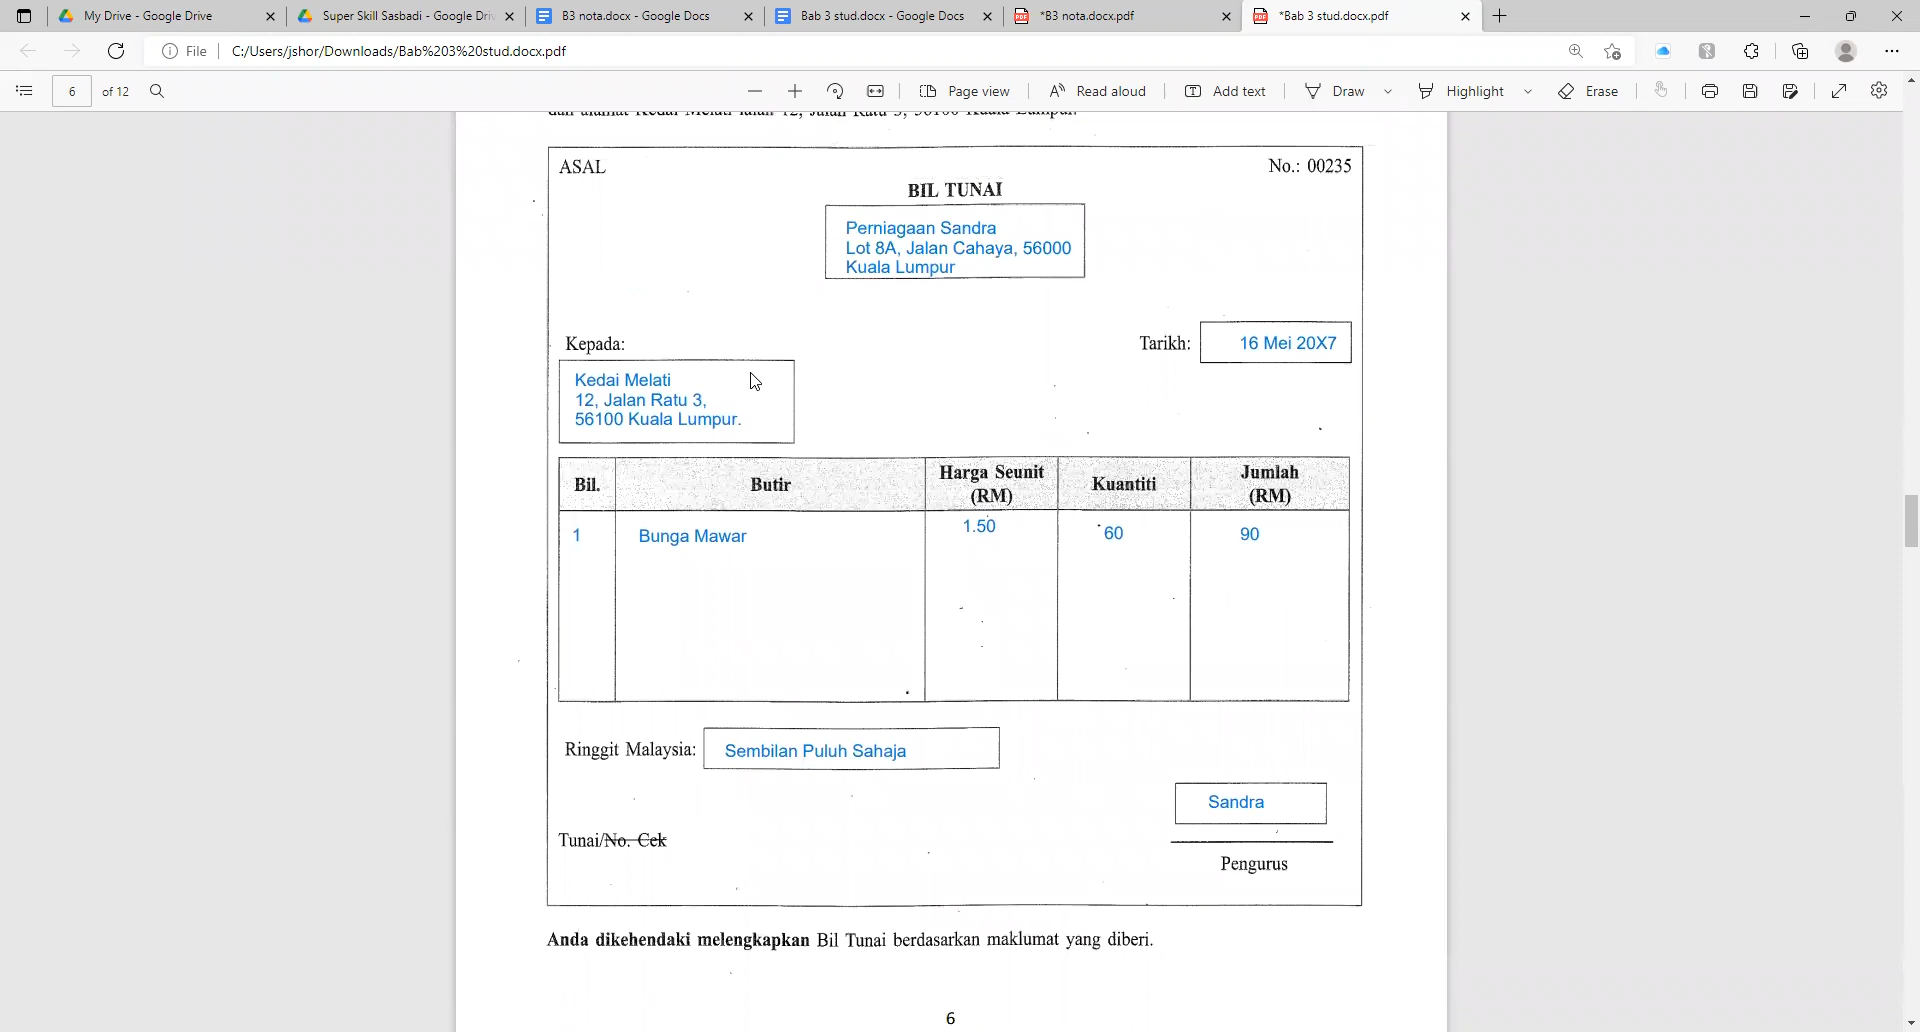 My Drive - Google Drive
Super Skill Sasbadi - Google Dri
B3 nota.docx - Google Docs
Bab 3 stud.docx - Google Docs
*B3 nota.docx.pdf
*Bab 3 stud.docx.pdf
File
C:/Users/jshor/Downloads/Bab%203%20stud.docx.pdf
6 of 12
Page view
Read aloud
Add text
Draw
Highlight
Erase
ASAL
No.: 00235
BIL TUNAI
Perniagaan Sandra
Lot 8A, Jalan Cahaya, 56000
Kuala Lumpur
Kepada:
Tarikh: 16 Mei 20X7
Kedai Melati
12, Jalan Ratu 3,
56100 Kuala Lumpur.
Bil. Butir Harga Seunit (RM) Kuantiti Jumlah (RM)
1 Bunga Mawar 1.50 60 90
Ringgit Malaysia: Sembilan Puluh Sahaja
Sandra
Tunai/No. Cek
Pengurus
Anda dikehendaki melengkapkan Bil Tunai berdasarkan maklumat yang diberi.
6